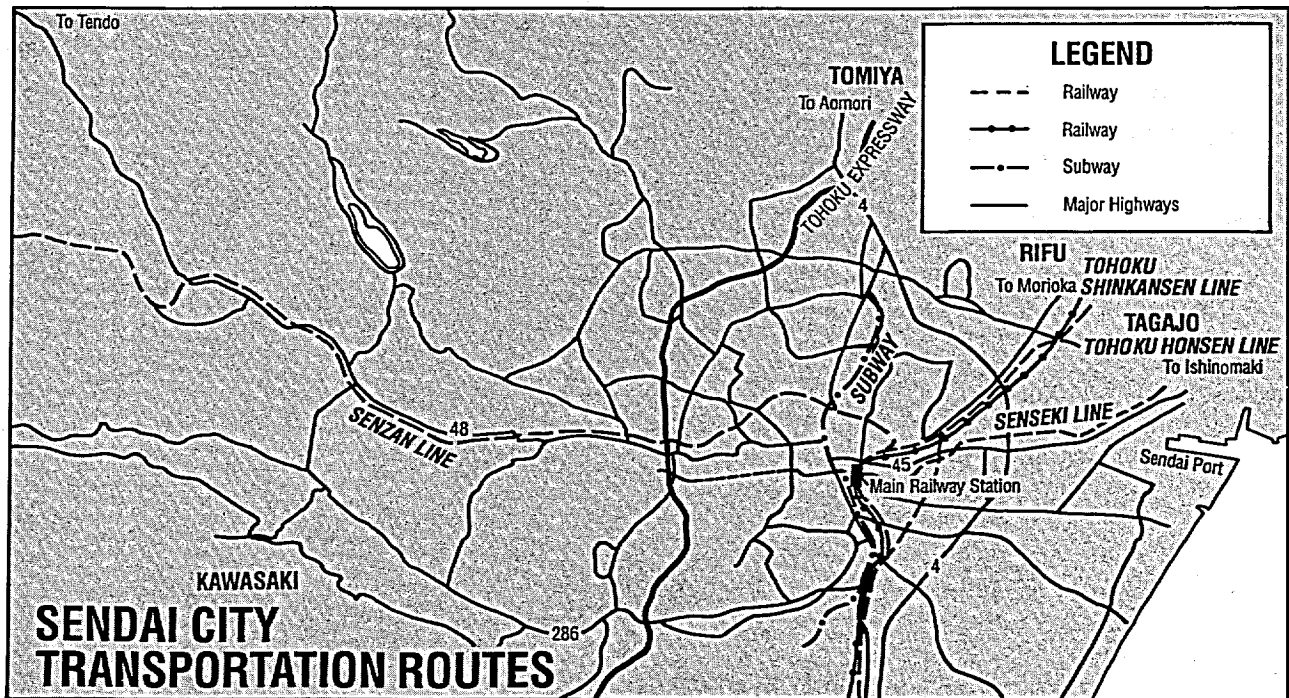 To Tendo
TOMIYA
To Aomori
TOHOKU EXPRESSWAY
4
LEGEND
Railway
Railway
Subway
Major Highways
RIFU
To Morioka
TOHOKU
SHINKANSEN LINE
TAGAJO
TOHOKU HONSEN LINE
To Ishinomaki
SUBWAY
SENSEKI LINE
48
SENZAN LINE
45
Sendai Port
Main Railway Station
4
KAWASAKI
286
SENDAI CITY
TRANSPORTATION ROUTES